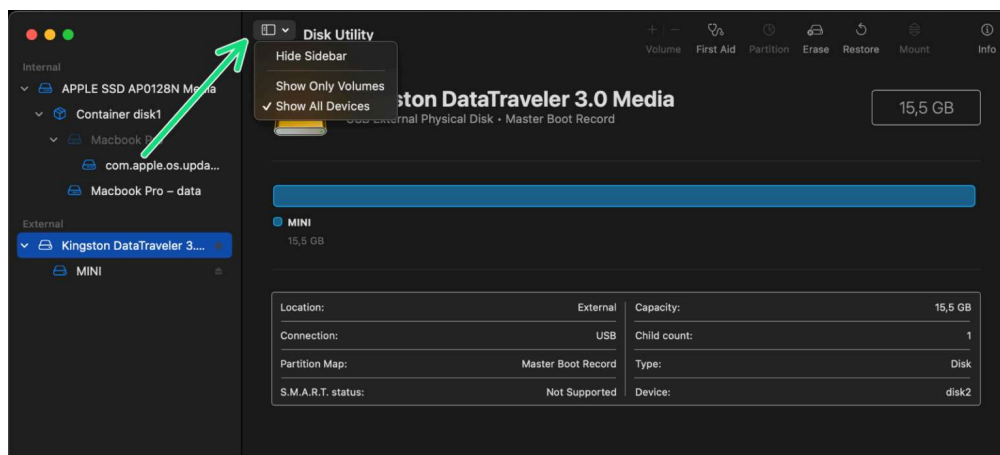 Disk Utility
Hide Sidebar
Show Only Volumes
✓ Show All Devices
+ −
Volume
First Aid
Partition
Erase
Restore
Mount
Info
Internal
APPLE SSD AP0128N Media
Container disk1
Macbook
com.apple.os.upda...
Macbook Pro – data
External
Kingston DataTraveler 3....
MINI
ston DataTraveler 3.0 Media
External Physical Disk • Master Boot Record
15,5 GB
MINI
15,5 GB
Location: External
Capacity: 15,5 GB
Connection: USB
Child count: 1
Partition Map: Master Boot Record
Type: Disk
S.M.A.R.T. status: Not Supported
Device: disk2